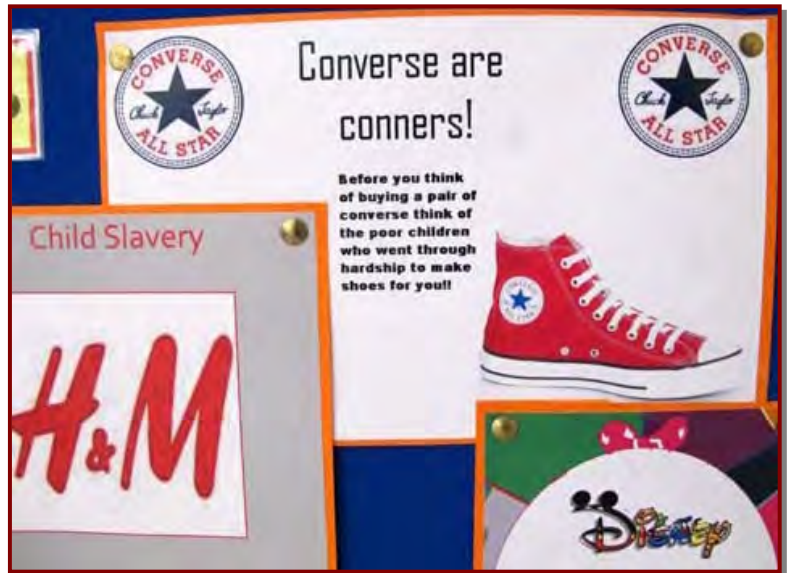 CONVERSE
Chuck Taylor
ALL STAR
Converse are
conners!
CONVERSE
Chuck Taylor
ALL STAR
Before you think
of buying a pair of
converse think of
the poor children
who went through
hardship to make
shoes for you!!
Child Slavery
H&M
Disney